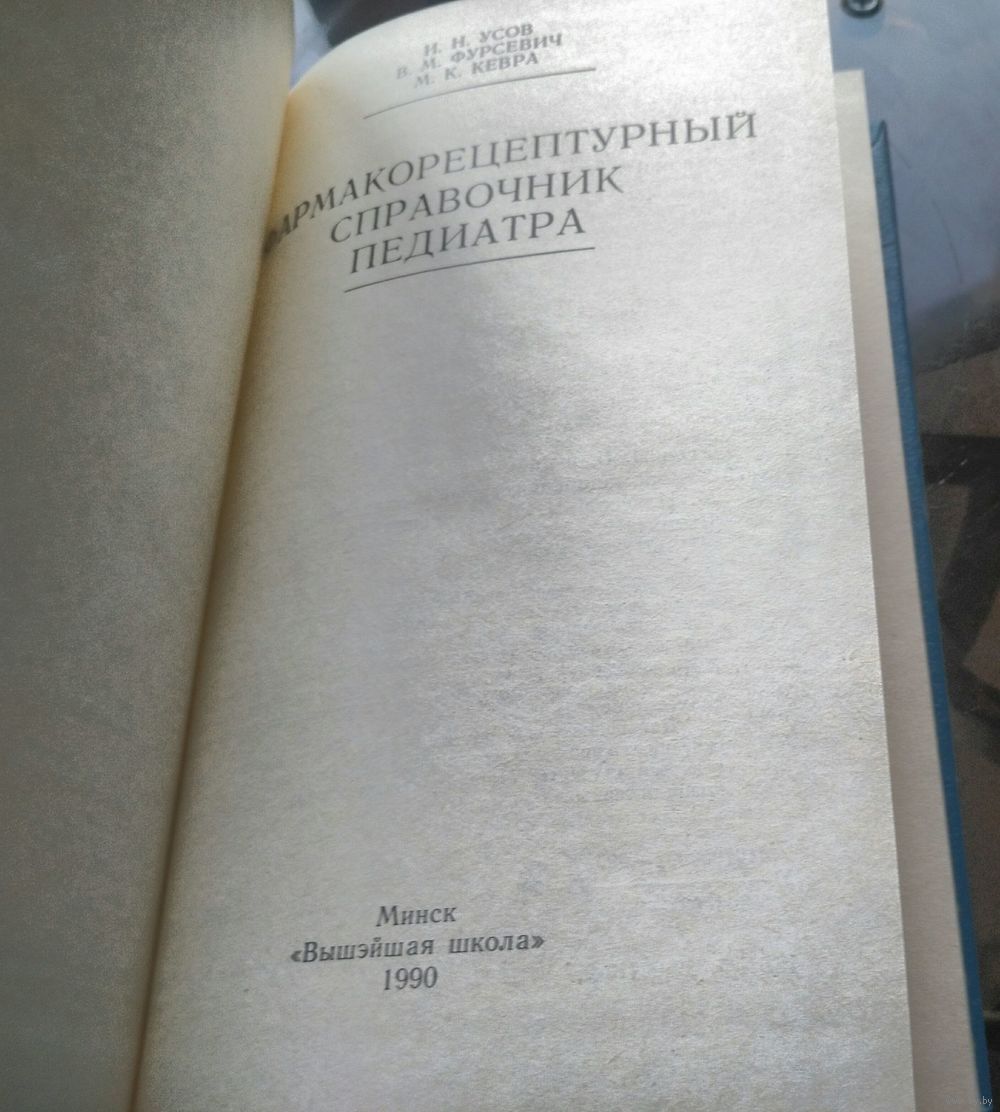 И. Н. УСОВ
В. М. ФУРСЕВИЧ
М. К. КЕВРА
ФАРМАКОРЕЦЕПТУРНЫЙ
СПРАВОЧНИК
ПЕДИАТРА
Минск
«Вышэйшая школа»
1990